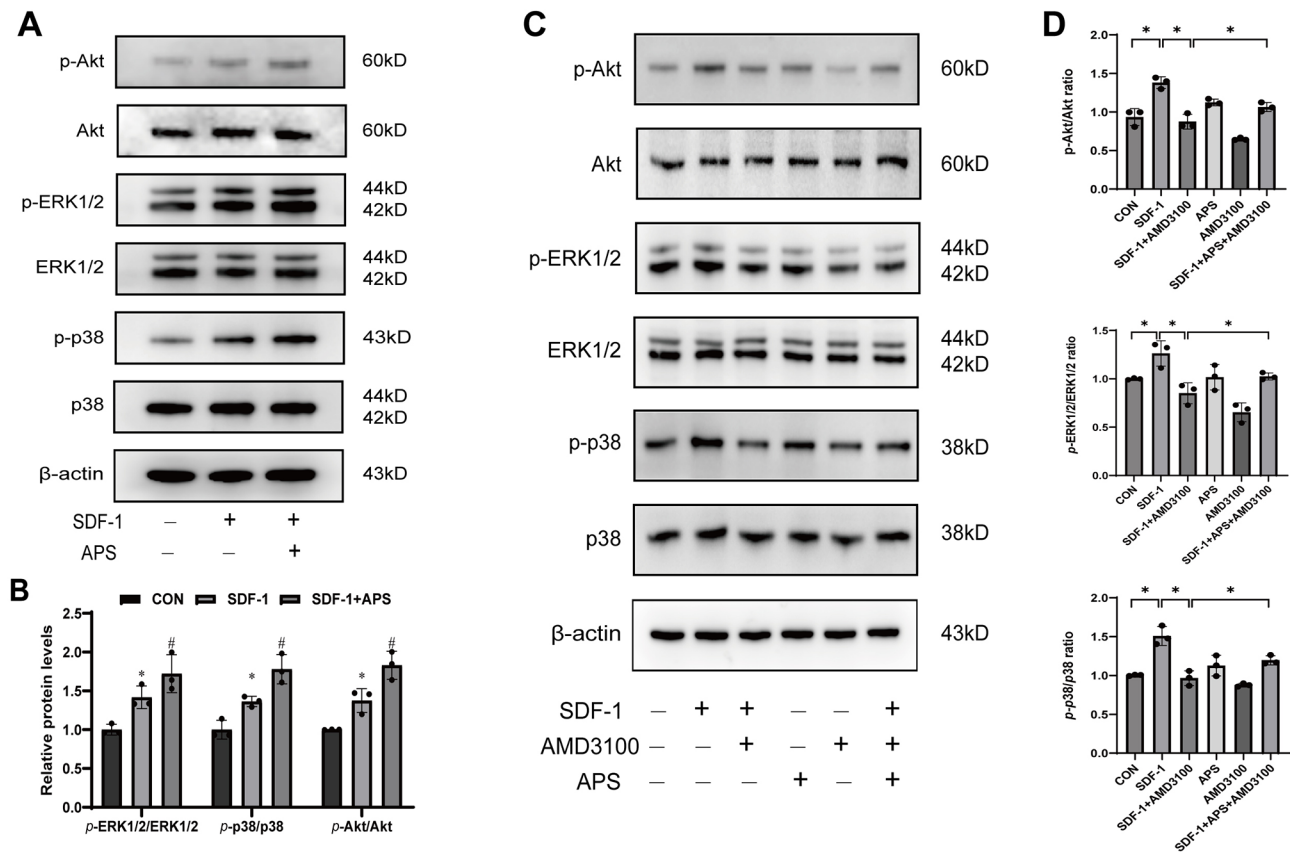 A
p-Akt 60kD
Akt 60kD
p-ERK1/2 44kD
42kD
ERK1/2 44kD
42kD
p-p38 43kD
p38 44kD
42kD
β-actin 43kD
SDF-1 — + +
APS — — +
B
CON SDF-1 SDF-1+APS
Relative protein levels
2.5
2.0
1.5
1.0
0.5
0.0
* # * # * #
p-ERK1/2/ERK1/2 p-p38/p38 p-Akt/Akt
C
p-Akt 60kD
Akt 60kD
p-ERK1/2 44kD
42kD
ERK1/2 44kD
42kD
p-p38 38kD
p38 38kD
β-actin 43kD
SDF-1 — + + — — +
AMD3100 — — + — + +
APS — — — + — +
D
* * *
p-Akt/Akt ratio
2.0
1.5
1.0
0.5
0.0
CON
SDF-1
SDF-1+AMD3100
APS
AMD3100
SDF-1+APS+AMD3100
* * *
p-ERK1/2/ERK1/2 ratio
1.5
1.0
0.5
0.0
CON
SDF-1
SDF-1+AMD3100
APS
AMD3100
SDF-1+APS+AMD3100
* * *
p-p38/p38 ratio
2.0
1.5
1.0
0.5
0.0
CON
SDF-1
SDF-1+AMD3100
APS
AMD3100
SDF-1+APS+AMD3100